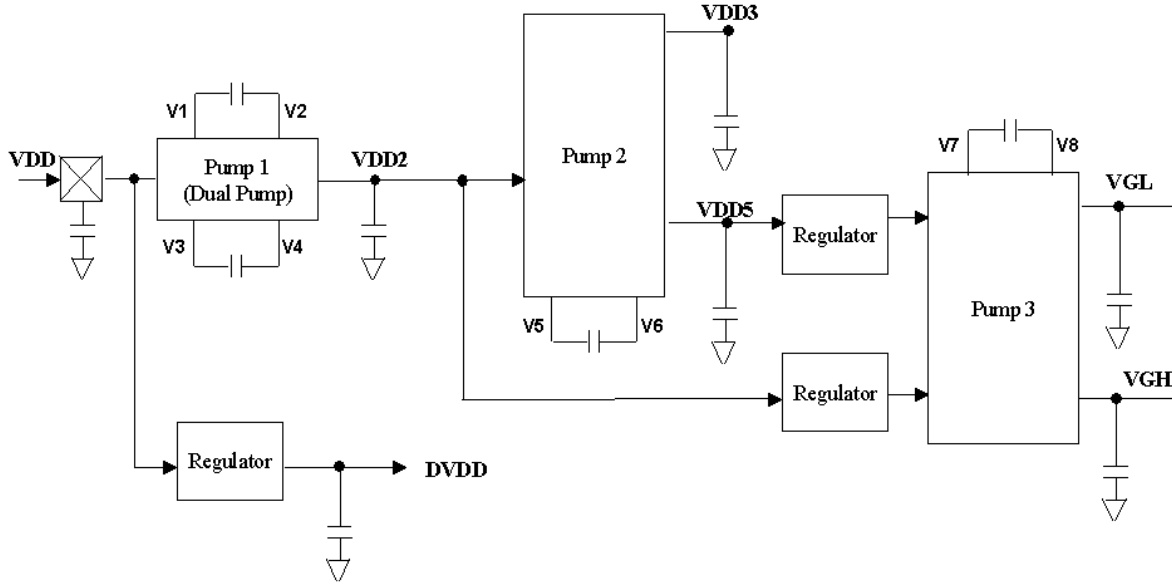 VDD3
V1
V2
V7
V8
VDD
Pump 1
(Dual Pump)
VDD2
Pump 2
VGL
VDD5
Regulator
V3
V4
Pump 3
V5
V6
VGH
Regulator
Regulator
DVDD